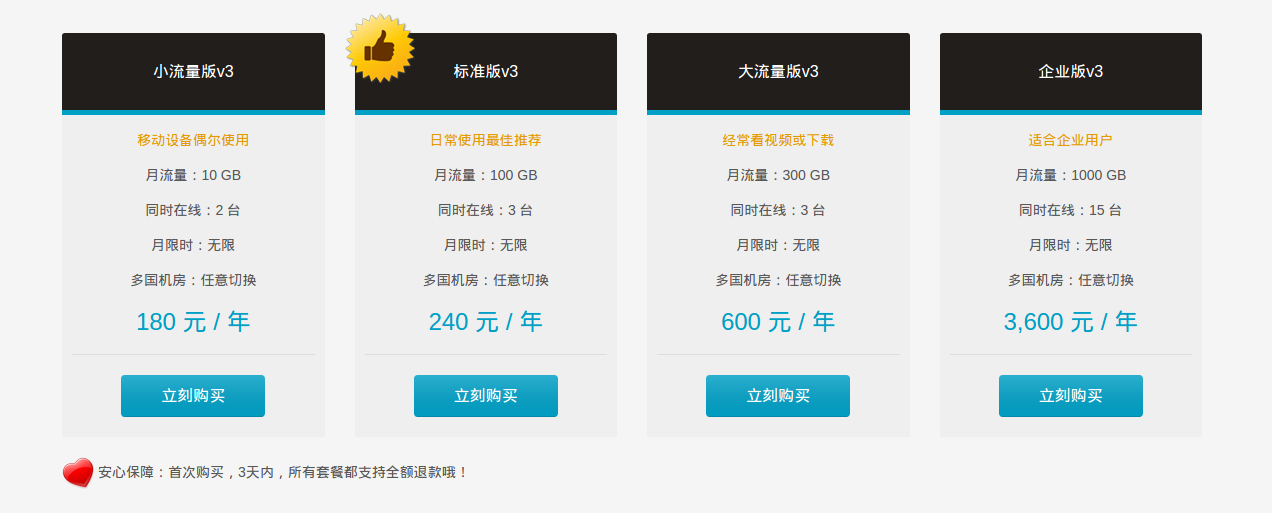 小流量版v3
移动设备偶尔使用
月流量：10 GB
同时在线：2 台
月限时：无限
多国机房：任意切换
180 元 / 年
立刻购买
标准版v3
日常使用最佳推荐
月流量：100 GB
同时在线：3 台
月限时：无限
多国机房：任意切换
240 元 / 年
立刻购买
大流量版v3
经常看视频或下载
月流量：300 GB
同时在线：3 台
月限时：无限
多国机房：任意切换
600 元 / 年
立刻购买
企业版v3
适合企业用户
月流量：1000 GB
同时在线：15 台
月限时：无限
多国机房：任意切换
3,600 元 / 年
立刻购买
安心保障：首次购买，3天内，所有套餐都支持全额退款哦！